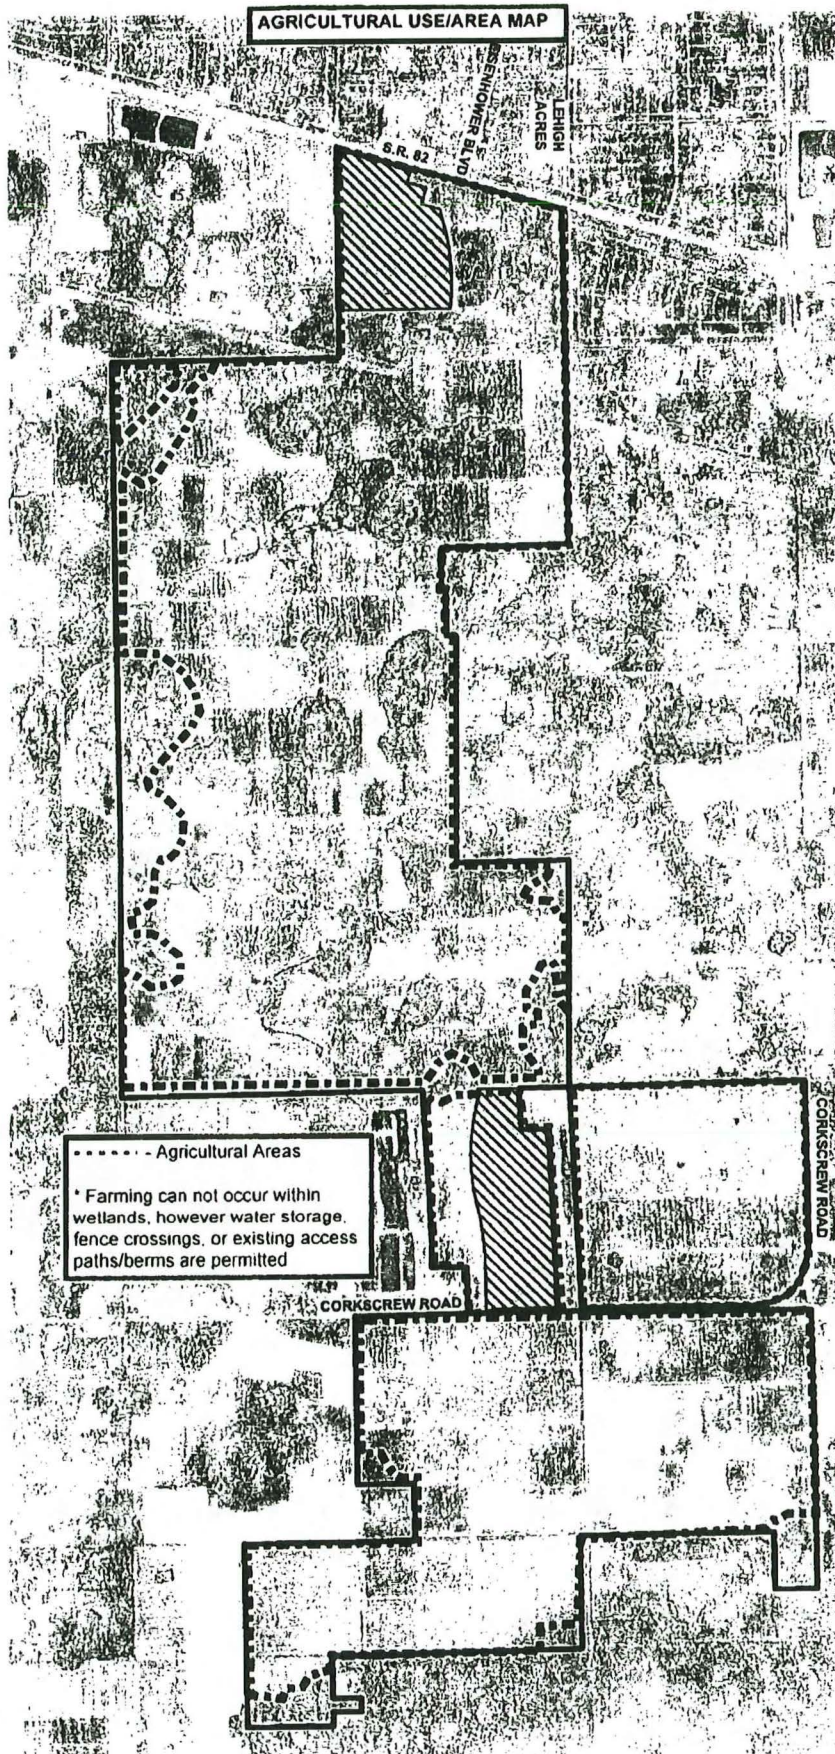 AGRICULTURAL USE/AREA MAP
LEHIGH
ACRES
S.R. 82
BLVD
CORKSCREW ROAD
- Agricultural Areas
* Farming can not occur within
wetlands, however water storage,
fence crossings, or existing access
paths/berms are permitted
CORKSCREW ROAD